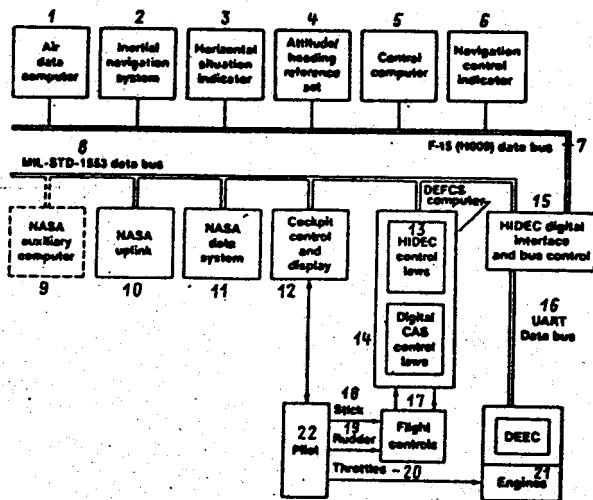 1 2 3 4 5 6
Air data computer
Inertial navigation system
Horizontal situation indicator
Attitude/ heading reference set
Control computer
Navigation control indicator
F-15 (H009) data bus 7
8
MIL-STD-1553 data bus
DEFCS computer
15
NASA auxiliary computer
9
NASA uplink
10
NASA data system
11
Cockpit control and display
12
13
HIDEC control laws
HIDEC digital interface and bus control
14
Digital CAS control laws
16
UART Data bus
17
18
Stick
19
Rudder
22
Pilot
Flight controls
Throttles 20
DEEC
Engines 21